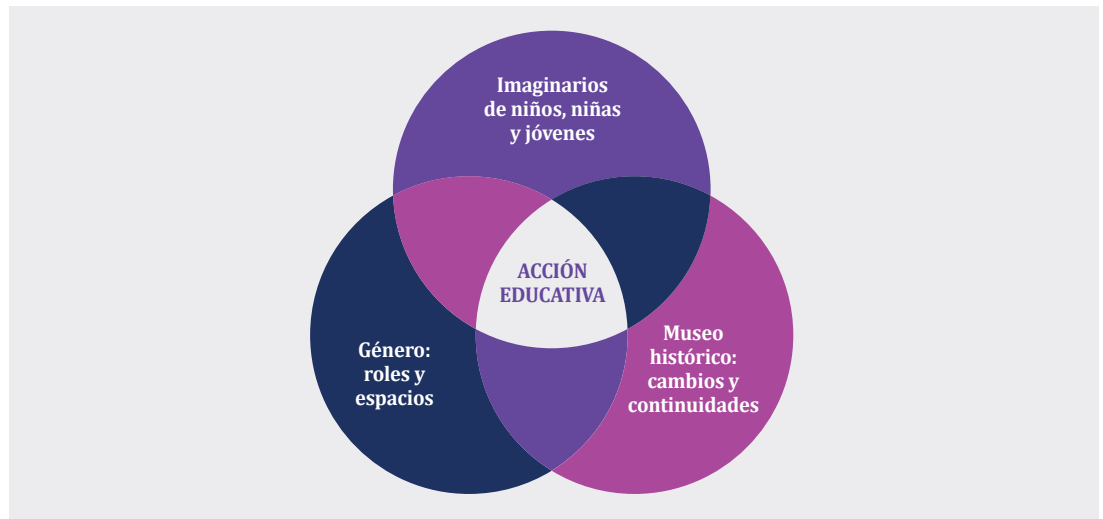 Imaginarios
de niños, niñas
y jóvenes
ACCIÓN
EDUCATIVA
Género:
roles y
espacios
Museo
histórico:
cambios y
continuidades